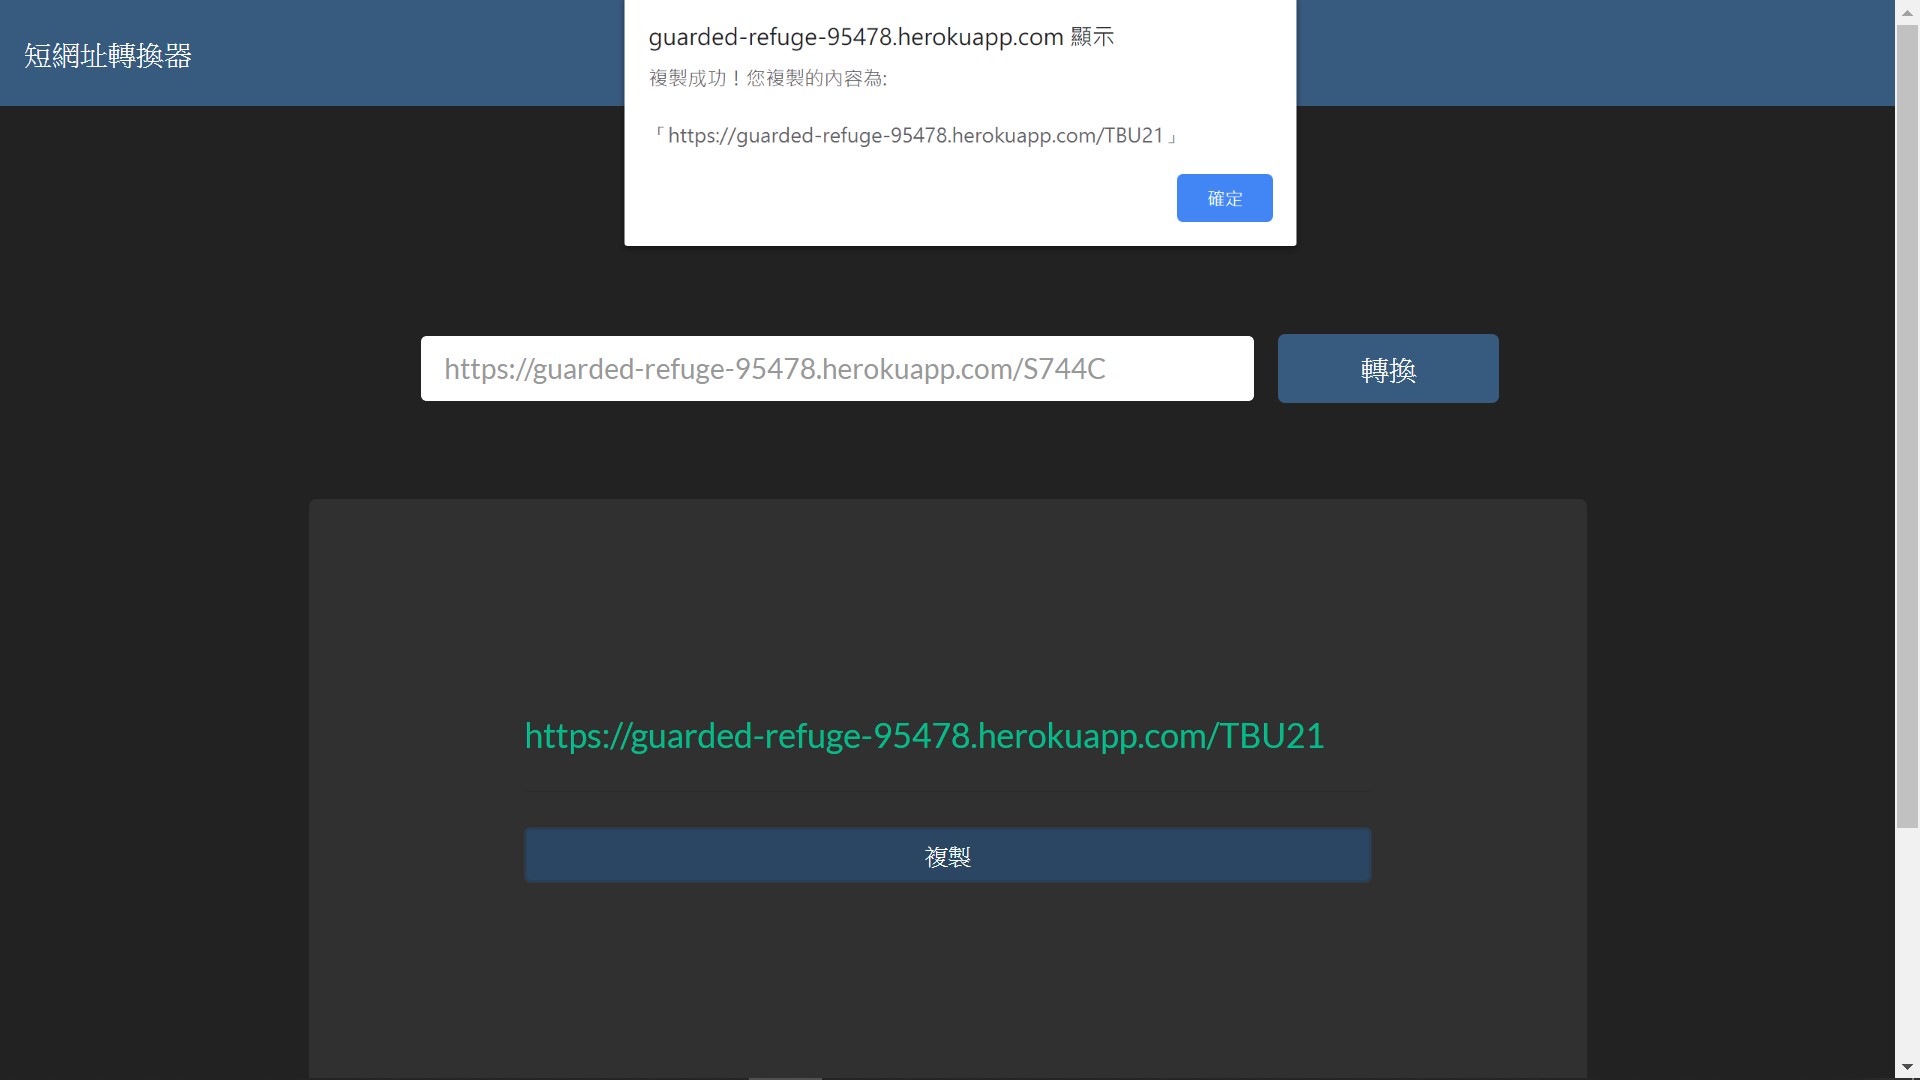 短網址轉換器
guarded-refuge-95478.herokuapp.com 顯示
複製成功！您複製的內容為:
「https://guarded-refuge-95478.herokuapp.com/TBU21」
確定
https://guarded-refuge-95478.herokuapp.com/S744C
轉換
https://guarded-refuge-95478.herokuapp.com/TBU21
複製